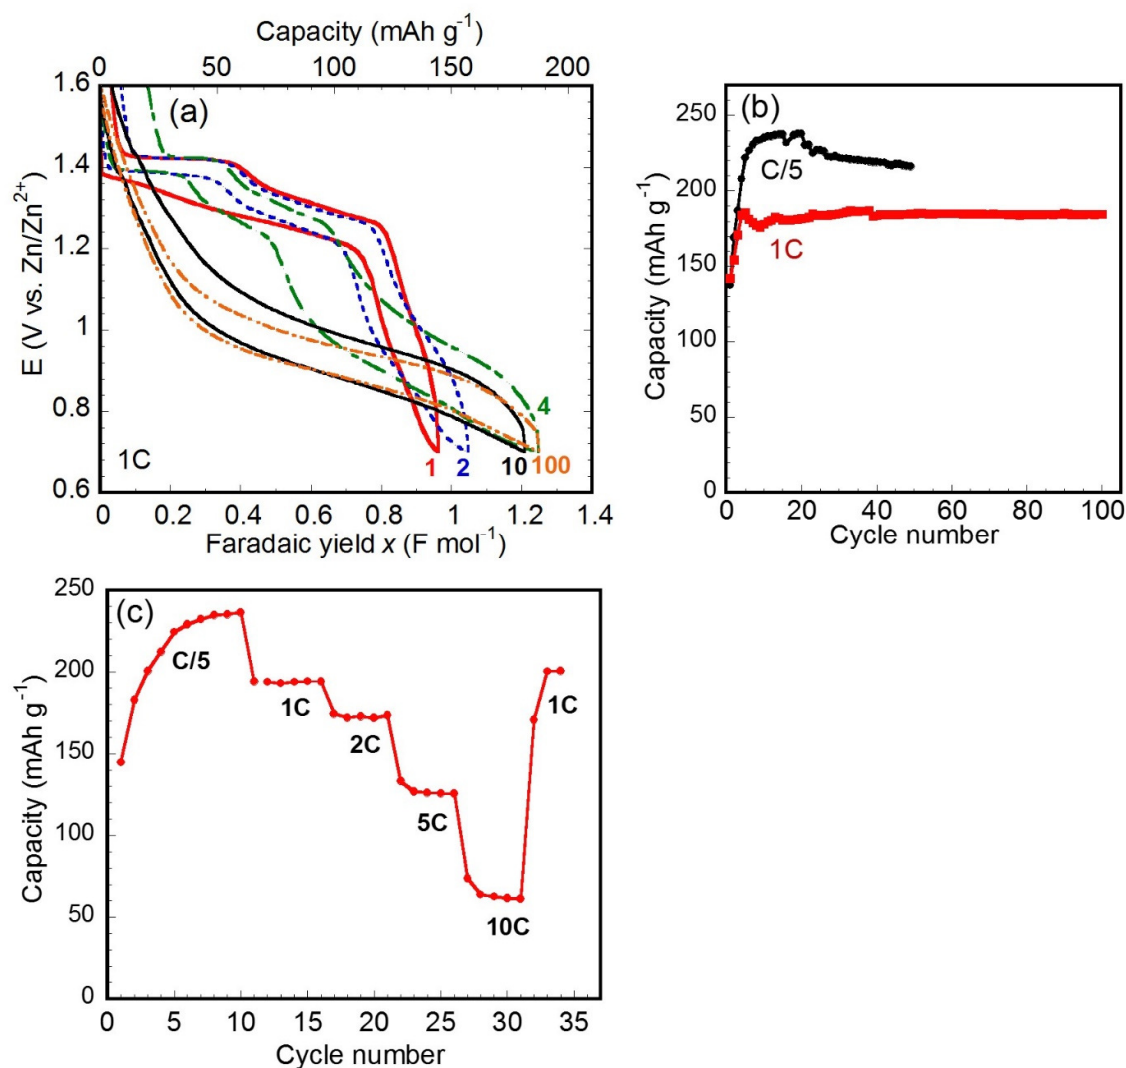 Capacity (mAh g⁻¹)
0 50 100 150 200
(a)
E (V vs. Zn/Zn²⁺)
1.6
1.4
1.2
1
0.8
0.6
4
1C
1 2 10 100
0 0.2 0.4 0.6 0.8 1 1.2 1.4
Faradaic yield x (F mol⁻¹)
(b)
Capacity (mAh g⁻¹)
250
200
150
100
50
0
C/5
1C
0 20 40 60 80 100
Cycle number
(c)
Capacity (mAh g⁻¹)
250
200
150
100
50
0
C/5
1C
2C
5C
10C
1C
0 5 10 15 20 25 30 35
Cycle number